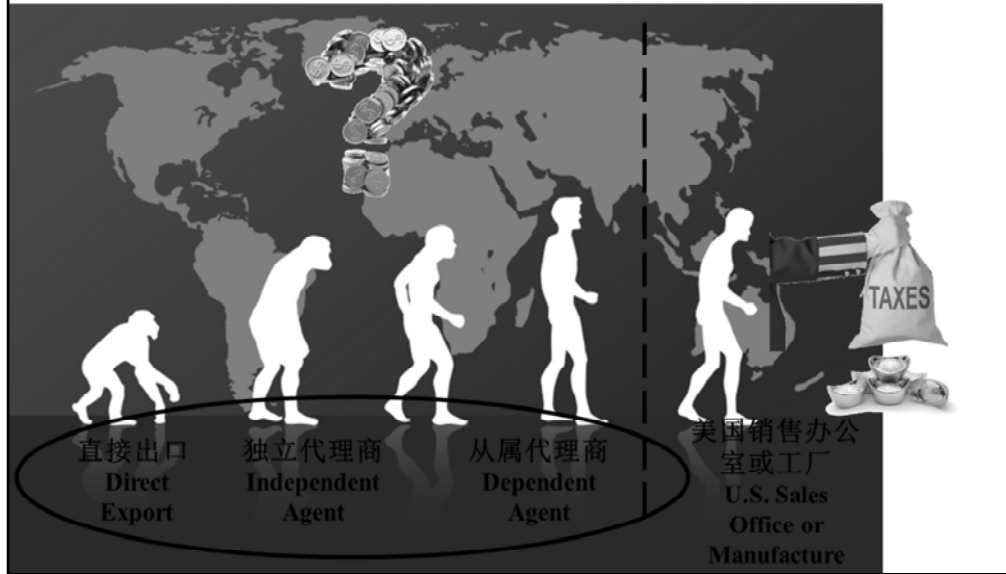 TAXES
直接出口
Direct
Export
独立代理商
Independent
Agent
从属代理商
Dependent
Agent
美国销售办公
室或工厂
U.S. Sales
Office or
Manufacture